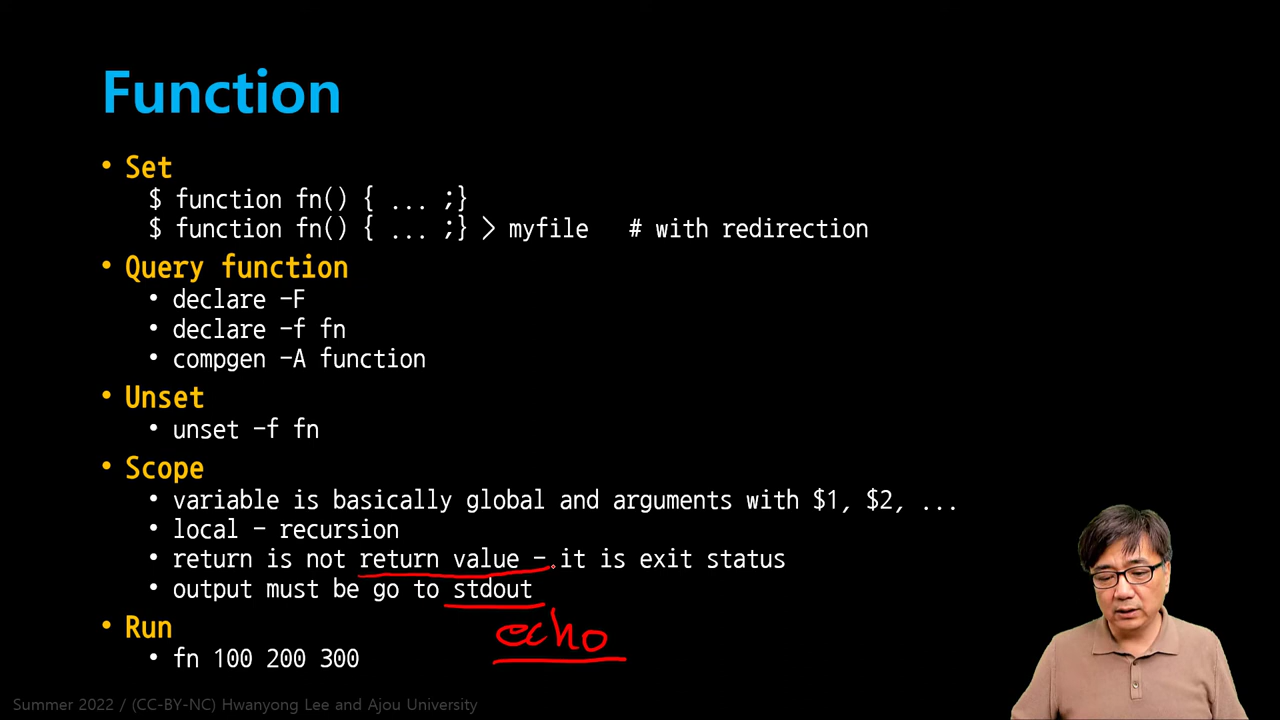 Function
• Set
$ function fn() { ... ;}
$ function fn() { ... ;} > myfile # with redirection
• Query function
• declare -F
• declare -f fn
• compgen -A function
• Unset
• unset -f fn
• Scope
• variable is basically global and arguments with $1, $2, ...
• local - recursion
• return is not return value - it is exit status
• output must be go to stdout
echo
• Run
• fn 100 200 300
Summer 2022 / (CC-BY-NC) Hwanyong Lee and Ajou University